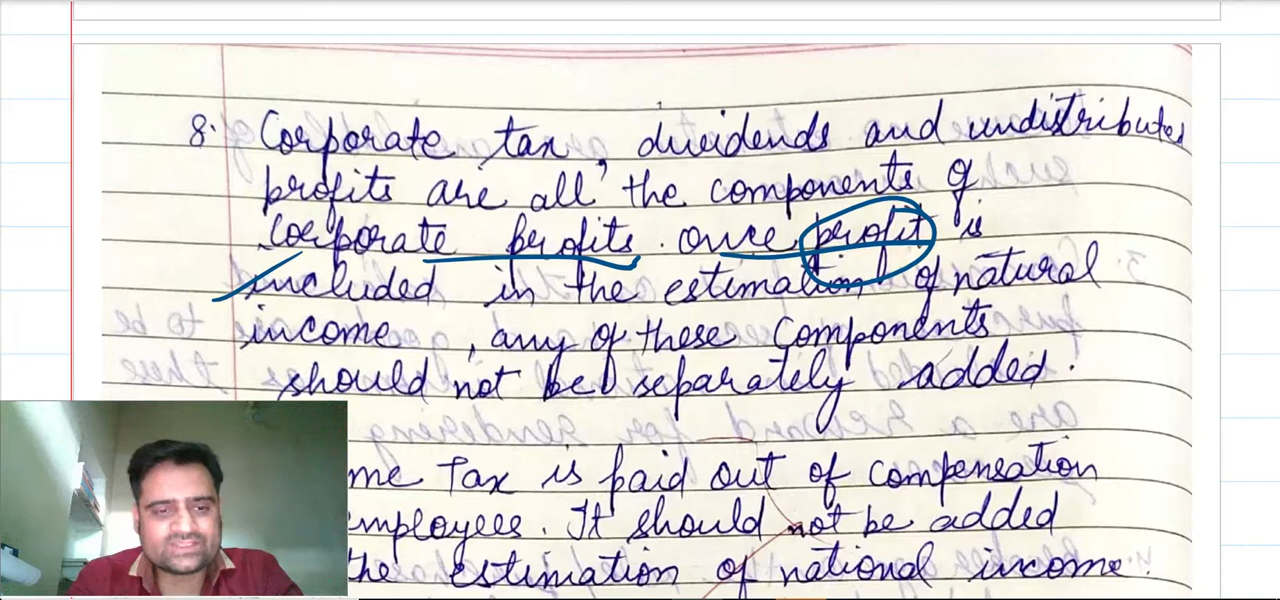 8. Corporate tax, dividends and undistributed
profits are all the components of
corporate profits. once profit is
included in the estimation of natural
income, any of these components
should not be separately added.
me Tax is paid out of compensation
employees. It should not be added
the estimation of national income.